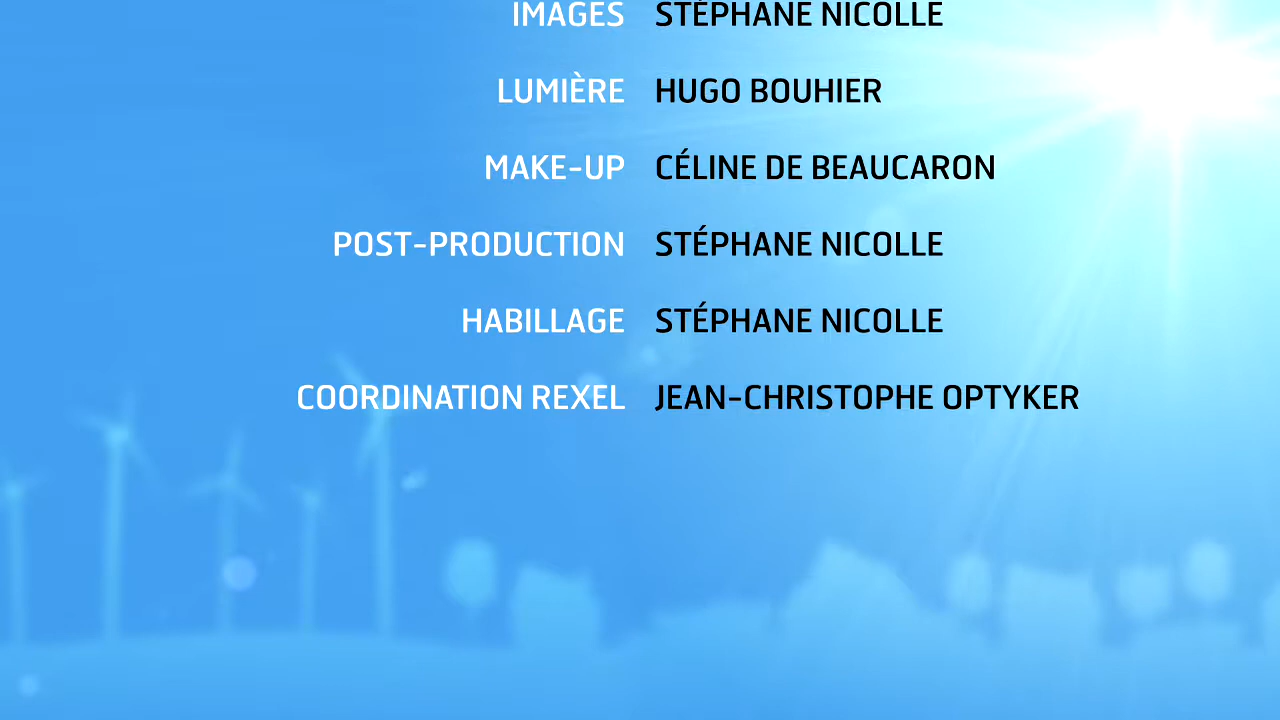 IMAGES STÉPHANE NICOLLE
LUMIÈRE HUGO BOUHIER
MAKE-UP CÉLINE DE BEAUCARON
POST-PRODUCTION STÉPHANE NICOLLE
HABILLAGE STÉPHANE NICOLLE
COORDINATION REXEL JEAN-CHRISTOPHE OPTYKER